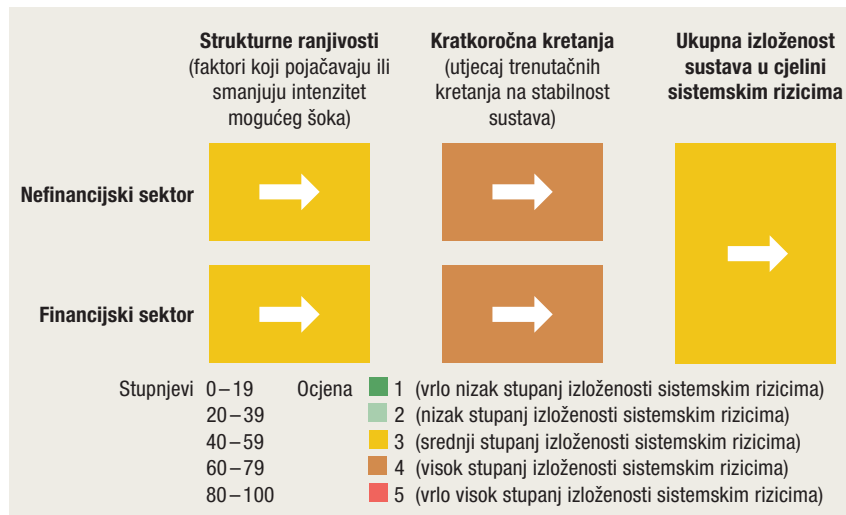 Strukturne ranjivosti
(faktori koji pojačavaju ili
smanjuju intenzitet
mogućeg šoka)
Kratkoročna kretanja
(utjecaj trenutačnih
kretanja na stabilnost
sustava)
Ukupna izloženost
sustava u cjelini
sistemskim rizicima
Nefinancijski sektor
Financijski sektor
Stupnjevi 0–19 Ocjena 1 (vrlo nizak stupanj izloženosti sistemskim rizicima)
20–39 2 (nizak stupanj izloženosti sistemskim rizicima)
40–59 3 (srednji stupanj izloženosti sistemskim rizicima)
60–79 4 (visok stupanj izloženosti sistemskim rizicima)
80–100 5 (vrlo visok stupanj izloženosti sistemskim rizicima)